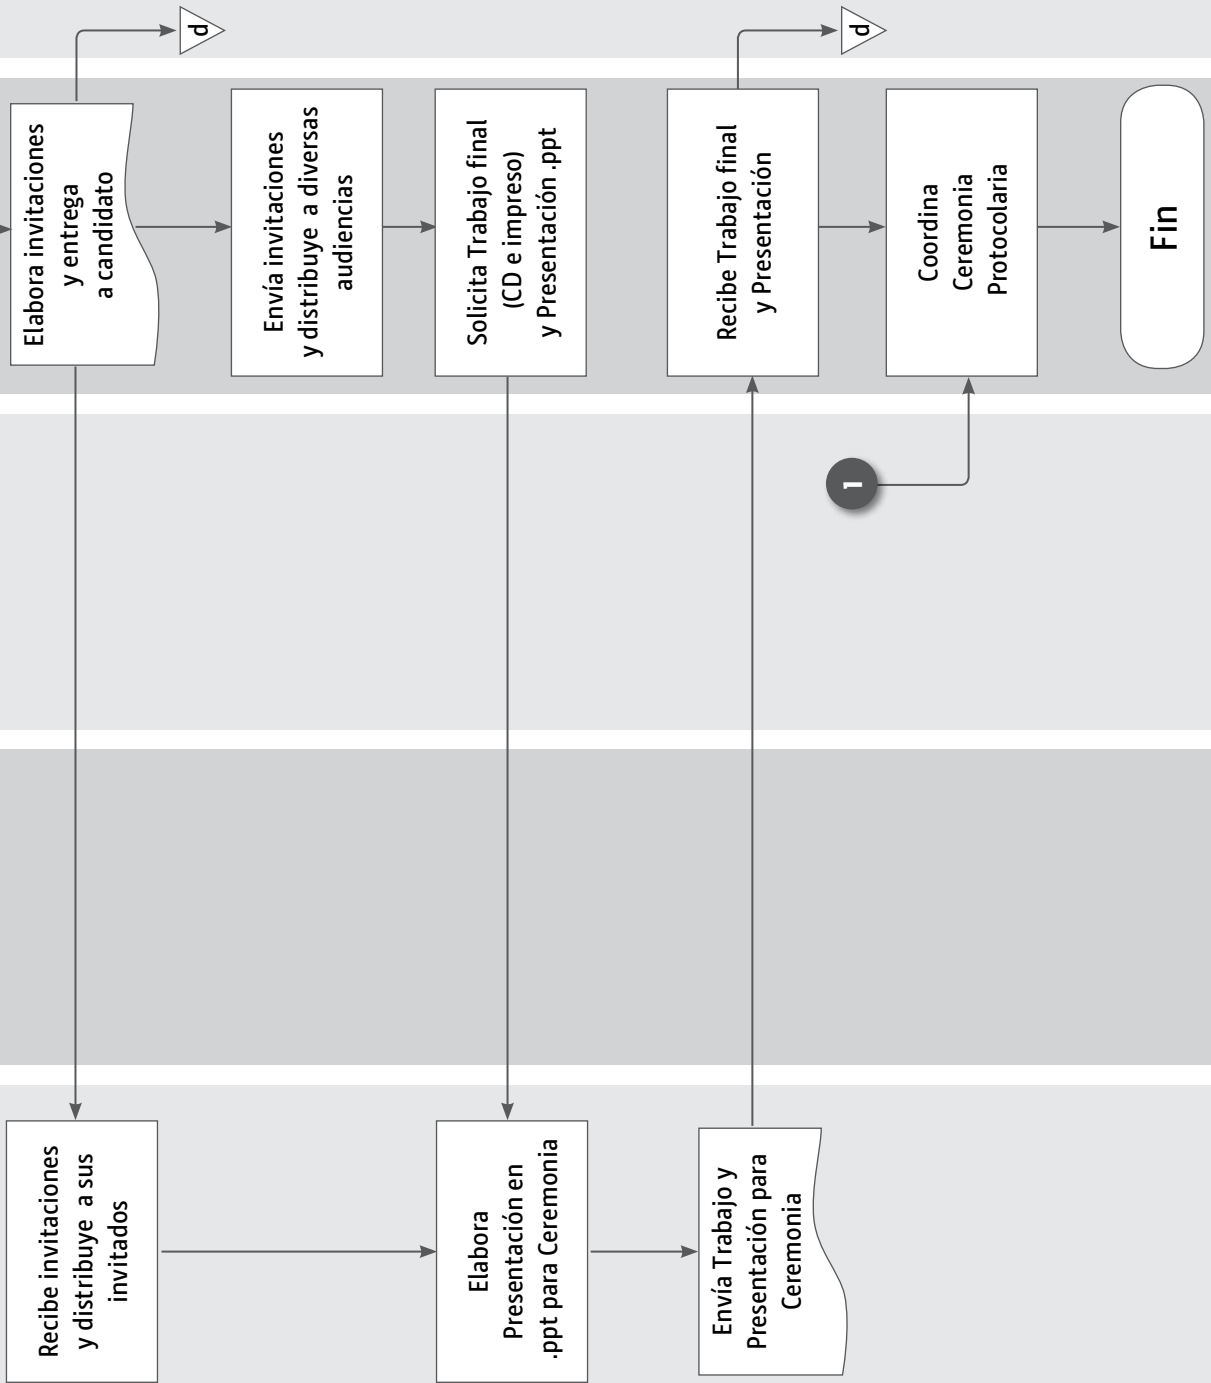 Recibe invitaciones
y distribuye a sus
invitados
Elabora
Presentación en
.ppt para Ceremonia
Envía Trabajo y
Presentación para
Ceremonia
1
Elabora invitaciones
y entrega
a candidato
Envía invitaciones
y distribuye a diversas
audiencias
Solicita Trabajo final
(CD e impreso)
y Presentación .ppt
Recibe Trabajo final
y Presentación
Coordina
Ceremonia
Protocolaria
Fin
d
d